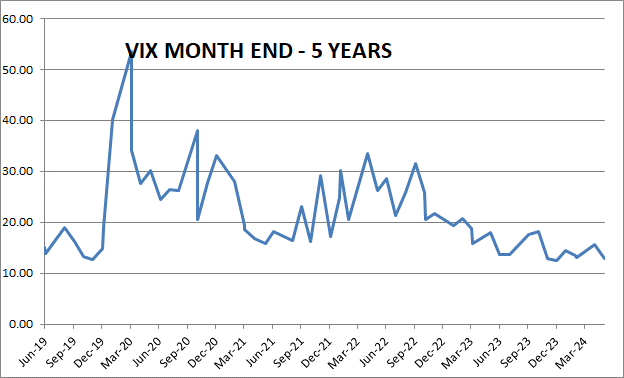 VIX MONTH END - 5 YEARS
60.00
50.00
40.00
30.00
20.00
10.00
0.00
Jun-19
Sep-19
Dec-19
Mar-20
Jun-20
Sep-20
Dec-20
Mar-21
Jun-21
Sep-21
Dec-21
Mar-22
Jun-22
Sep-22
Dec-22
Mar-23
Jun-23
Sep-23
Dec-23
Mar-24